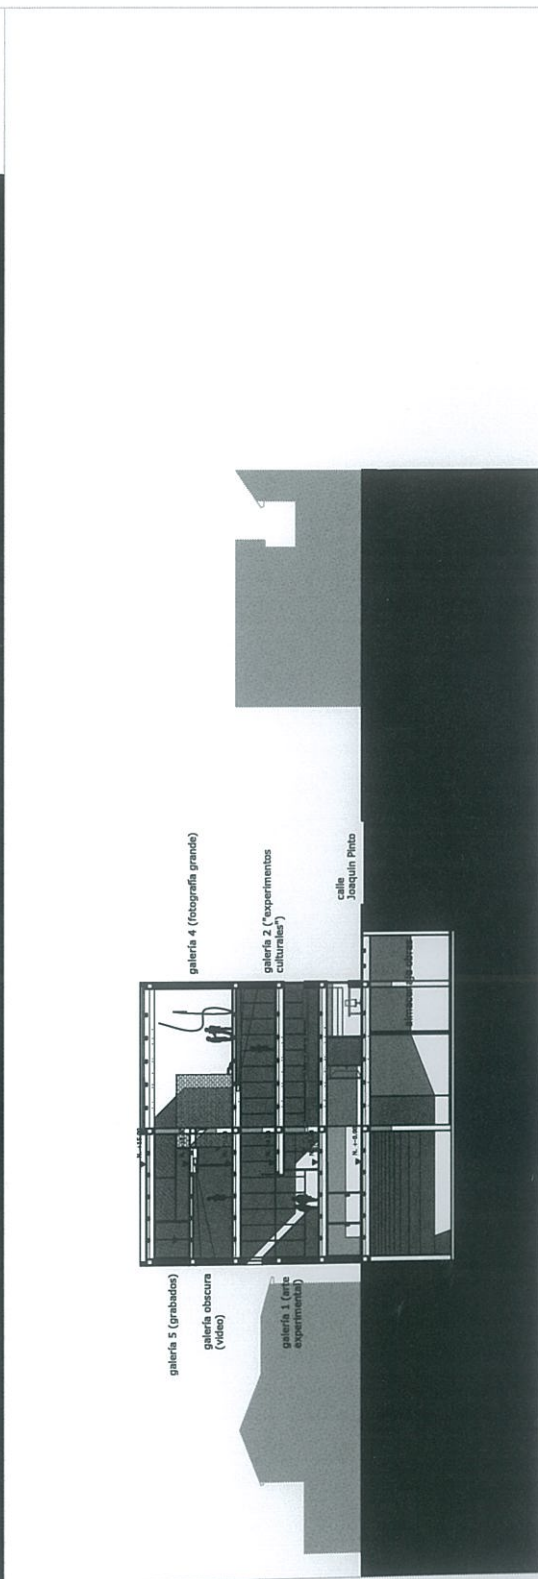 galería 4 (fotografía grande)
galería 2 ("experimentos
culturales")
calle
Joaquín Pinto
galería 5 (grabados)
galería obscura
(video)
galería 1 (arte
experimental)